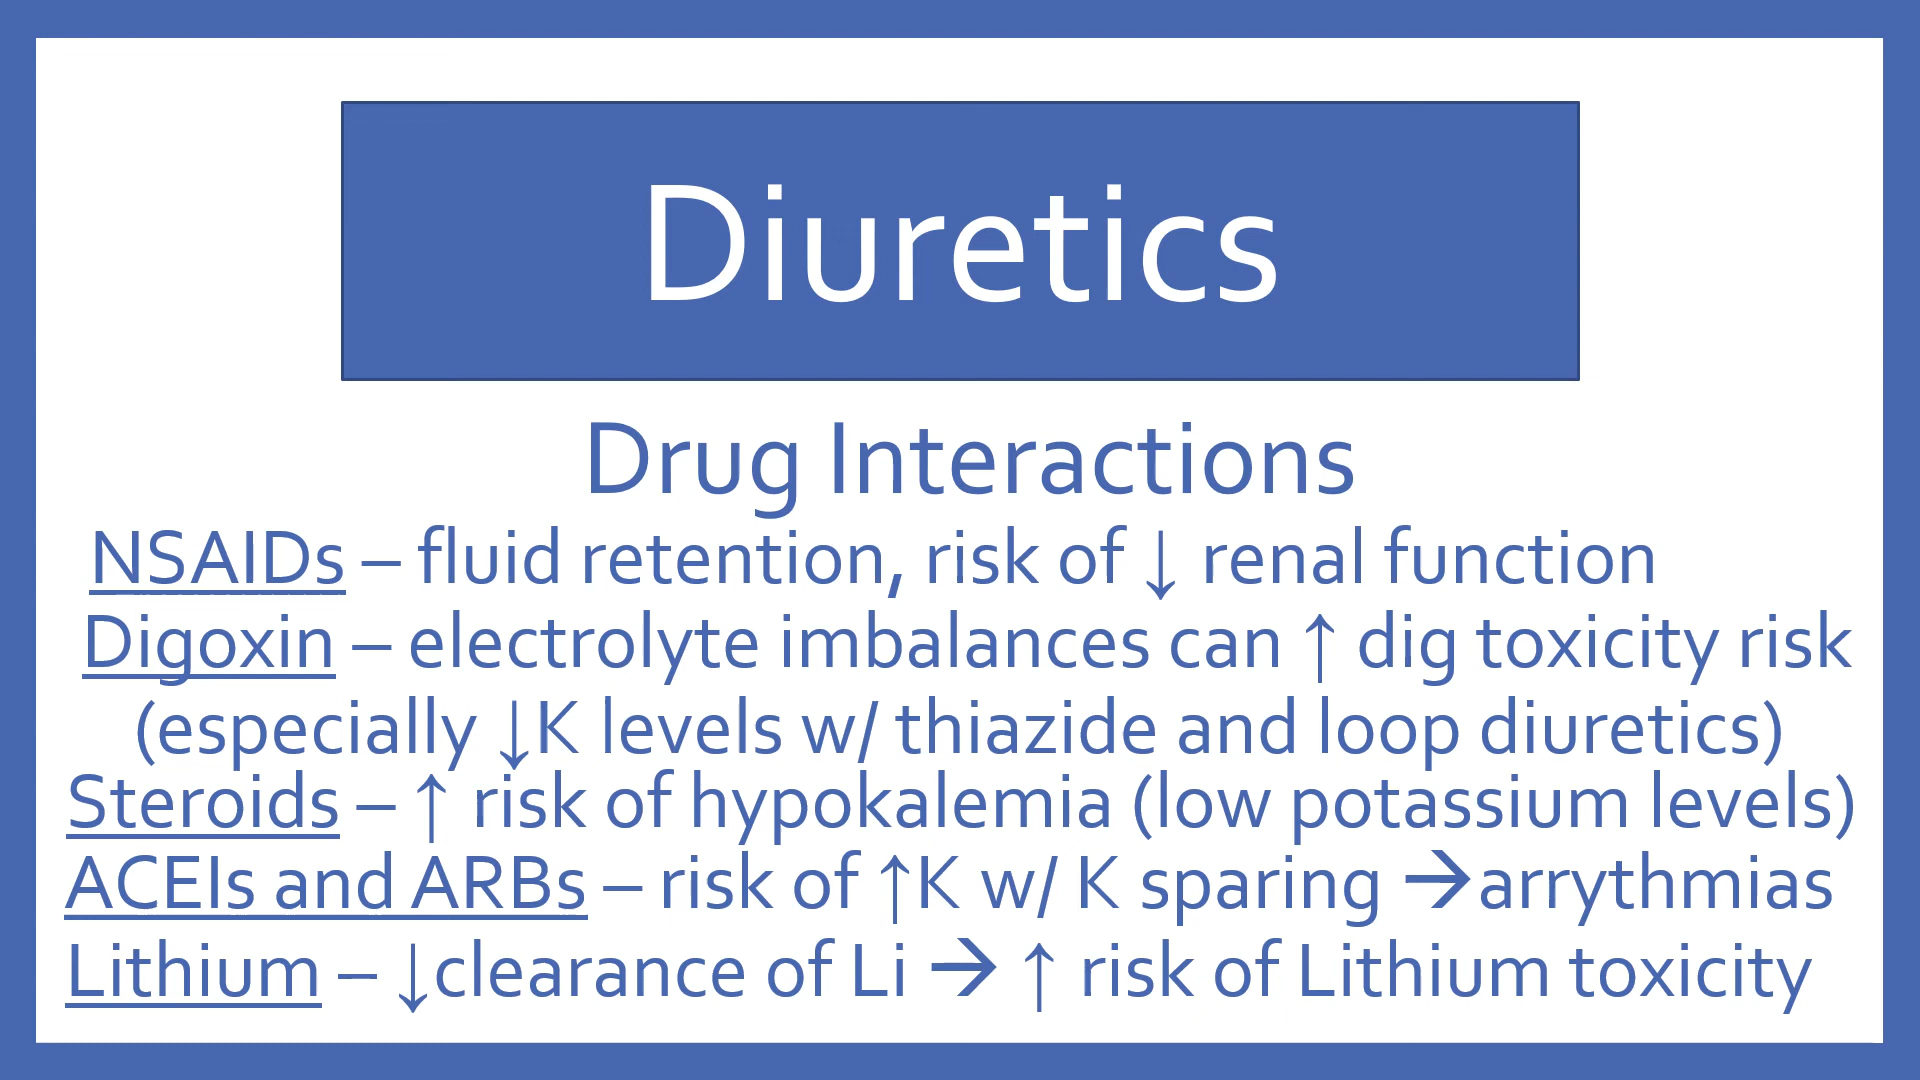 Diuretics
Drug Interactions
NSAIDs – fluid retention, risk of ↓ renal function
Digoxin – electrolyte imbalances can ↑ dig toxicity risk
(especially ↓K levels w/ thiazide and loop diuretics)
Steroids – ↑ risk of hypokalemia (low potassium levels)
ACEIs and ARBs – risk of ↑K w/ K sparing →arrythmias
Lithium – ↓clearance of Li → ↑ risk of Lithium toxicity